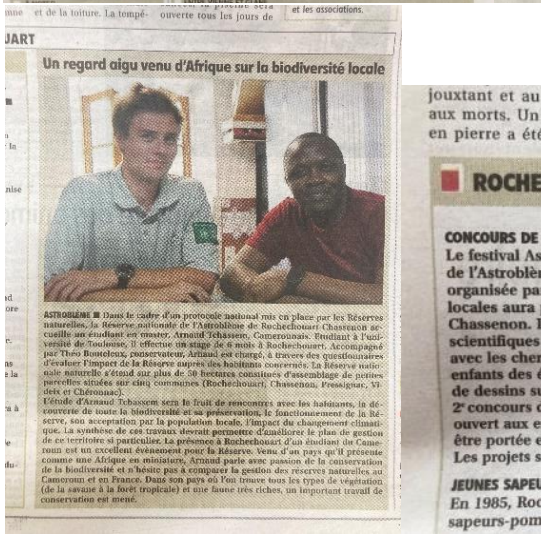 et de la toiture. La tempé-
ouverte tous les jours de
et les associations.
JART
Un regard aigu venu d'Afrique sur la biodiversité locale
ASTROBLÈME ■ Dans le cadre d'un protocole national mis en place par les Réserves
naturelles, la Réserve nationale de l'Astroblème de Rochechouart Chassenon ac-
cueille un étudiant en master, Arnaud Tchassem, Camerounais. Étudiant à l'uni-
versité de Toulouse, il effectue un stage de 6 mois à Rochechouart. Accompagné
par Théo Bouteloux, conservateur, Arnaud est chargé, à travers des questionnaires
d'évaluer l'impact de la Réserve auprès des habitants concernés. La Réserve natio-
nale naturelle s'étend sur plus de 50 hectares constitués d'assemblage de petites
parcelles situées sur cinq communes (Rochechouart, Chassenon, Pressignac, Vi-
deix et Chéronnac).
L'étude d'Arnaud Tchassem sera le fruit de rencontres avec les habitants, la dé-
couverte de toute la biodiversité et sa préservation, le fonctionnement de la Ré-
serve, son acceptation par la population locale, l'impact du changement climati-
que. La synthèse de ces travaux devrait permettre d'améliorer le plan de gestion
de ce territoire si particulier. La présence à Rochechouart d'un étudiant du Came-
roun est un excellent événement pour la Réserve. Venu d'un pays qu'il présente
comme une Afrique en miniature, Arnaud parle avec passion de la conservation
de la biodiversité et n'hésite pas à comparer la gestion des réserves naturelles au
Cameroun et en France. Dans son pays où l'on trouve tous les types de végétation
(de la savane à la forêt tropicale) et une faune très riches, un important travail de
conservation est mené.
jouxtant et au
aux morts. Un
en pierre a été
ROCHE
CONCOURS DE
Le festival As
de l'Astroblèm
organisée pa
locales aura
Chassenon.
scientifiques
avec les cher
enfants des é
de dessins su
2e concours d
ouvert aux é
être portée e
Les projets s
JEUNES SAPEU
En 1985, Roc
sapeurs-pom